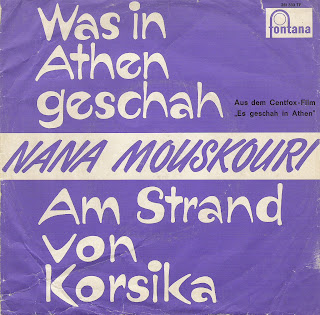 fontana
Was in
Athen
geschah
Aus dem Centfox-Film
„Es geschah in Athen"
NANA MOUSKOURI
Am Strand
von
Korsika